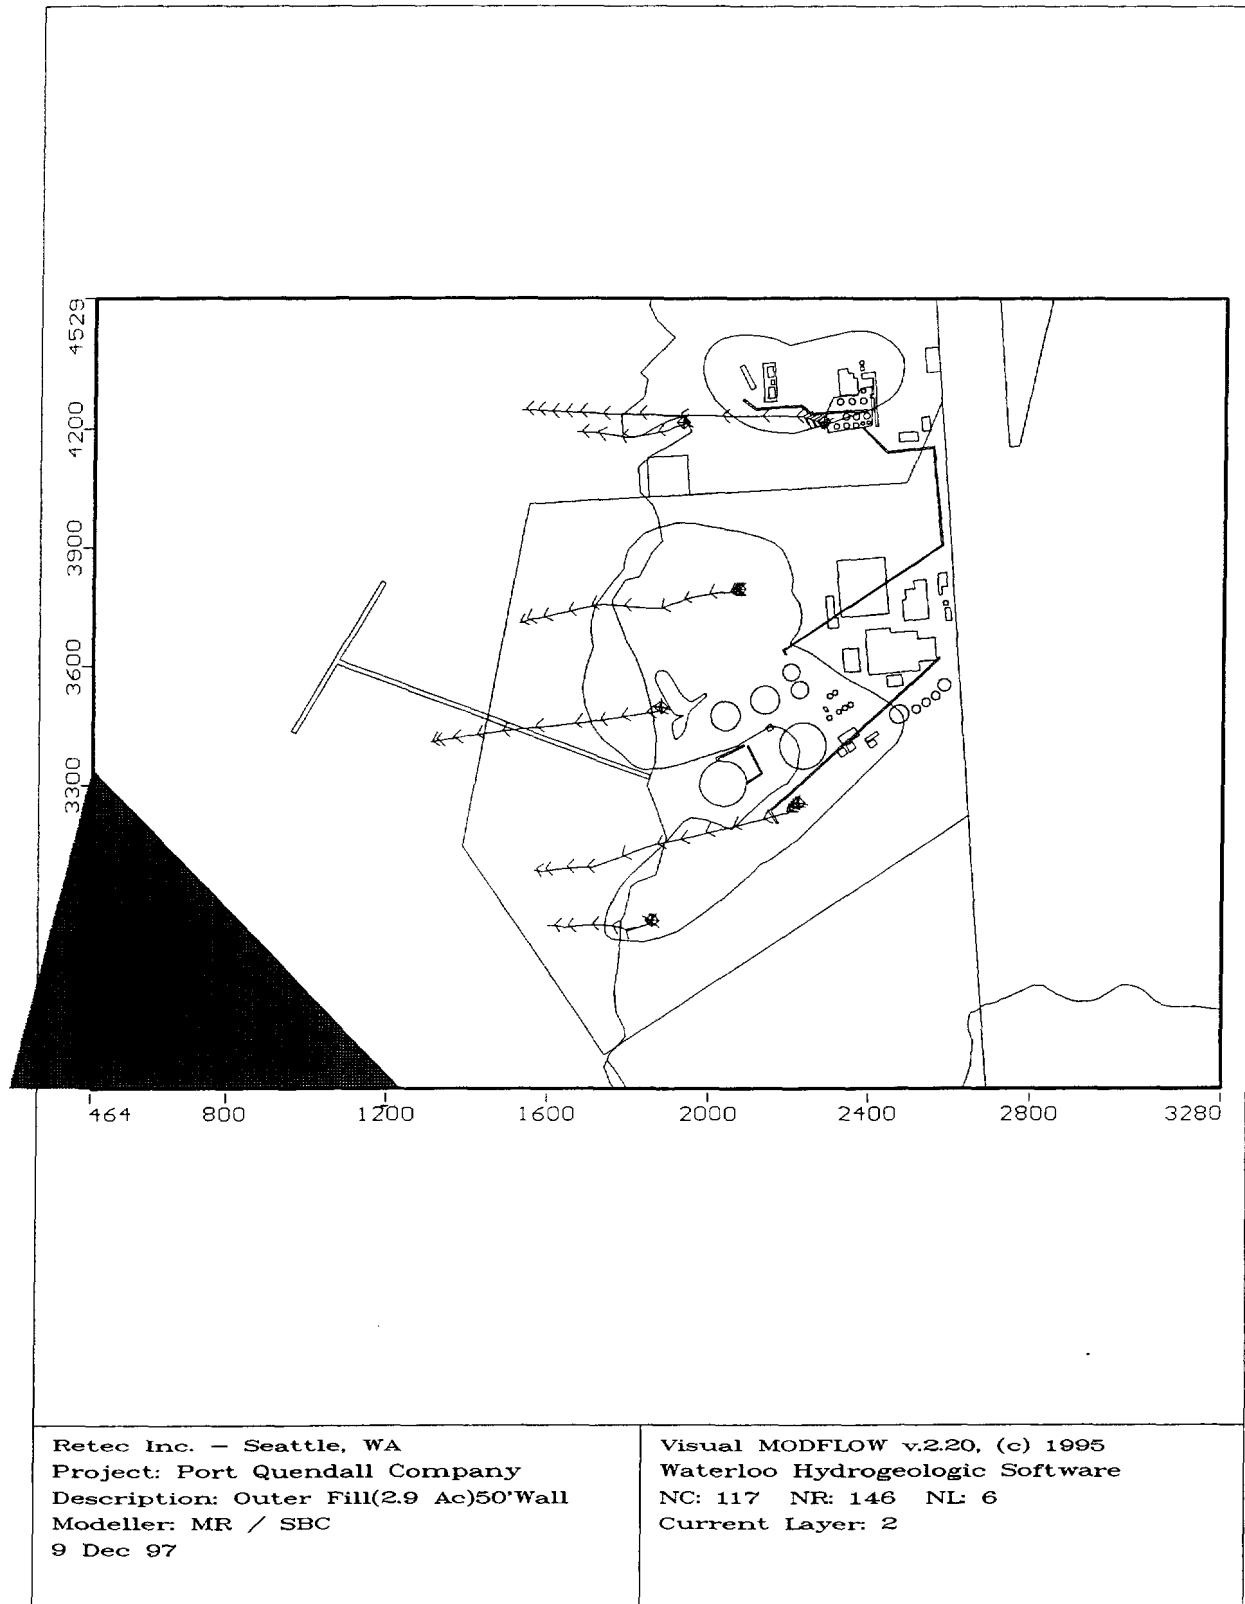 4529
4200
3900
3600
3300
464 800 1200 1600 2000 2400 2800 3280
Retec Inc. – Seattle, WA
Project: Port Quendall Company
Description: Outer Fill(2.9 Ac)50'Wall
Modeller: MR / SBC
9 Dec 97
Visual MODFLOW v.2.20, (c) 1995
Waterloo Hydrogeologic Software
NC: 117 NR: 146 NL: 6
Current Layer: 2